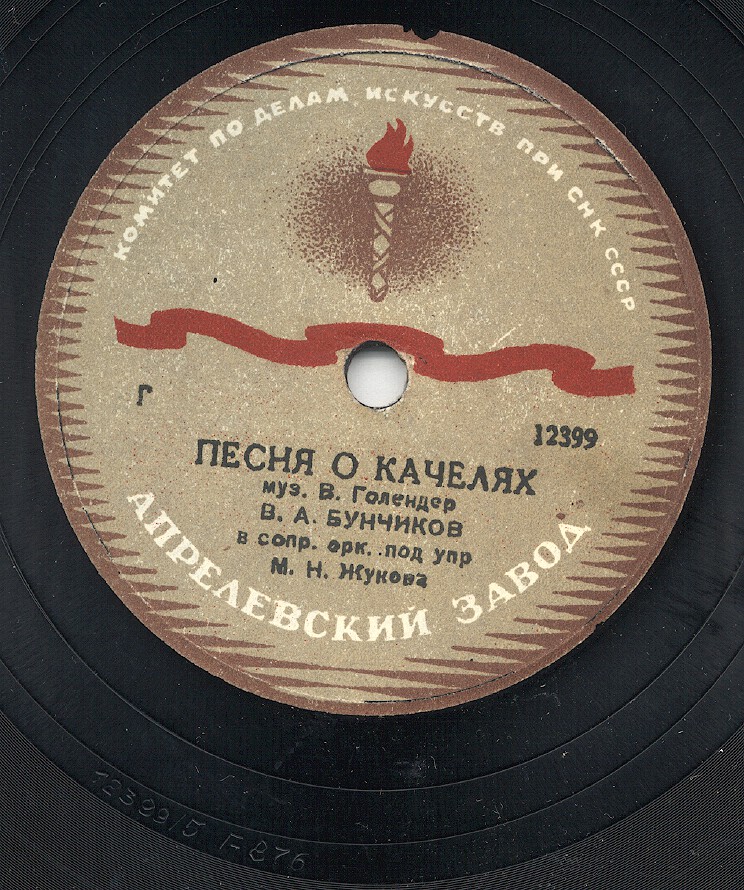 КОМИТЕТ ПО ДЕЛАМ ИСКУССТВ ПРИ СНК СССР
Г
12399
ПЕСНЯ О КАЧЕЛЯХ
муз. В. Голендер
В. А. БУНЧИКОВ
в сопр. орк. под упр
М. Н. Жукова
АПРЕЛЕВСКИЙ ЗАВОД
12399/5 Г-876